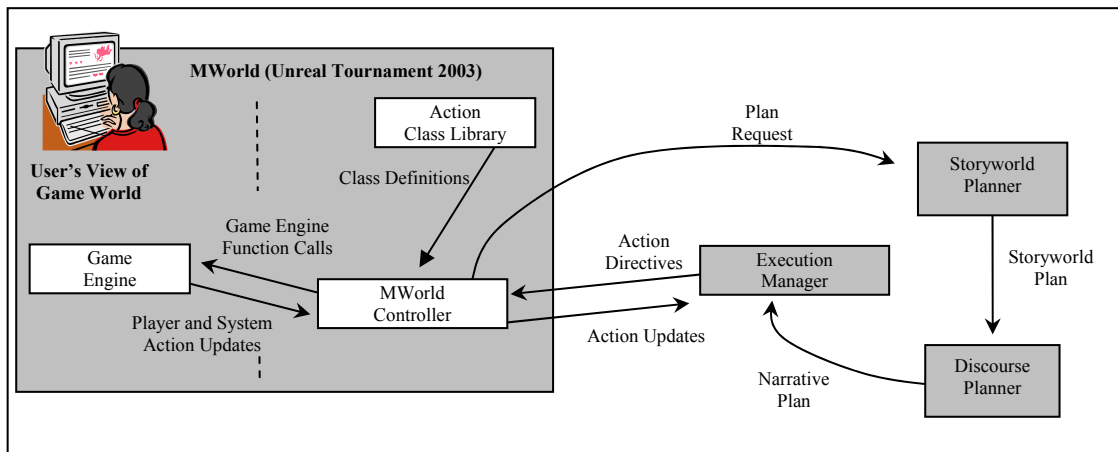 MWorld (Unreal Tournament 2003)
User's View of
Game World
Action
Class Library
Class Definitions
Game Engine
Function Calls
Game
Engine
MWorld
Controller
Player and System
Action Updates
Plan
Request
Storyworld
Planner
Action
Directives
Execution
Manager
Storyworld
Plan
Action Updates
Narrative
Plan
Discourse
Planner